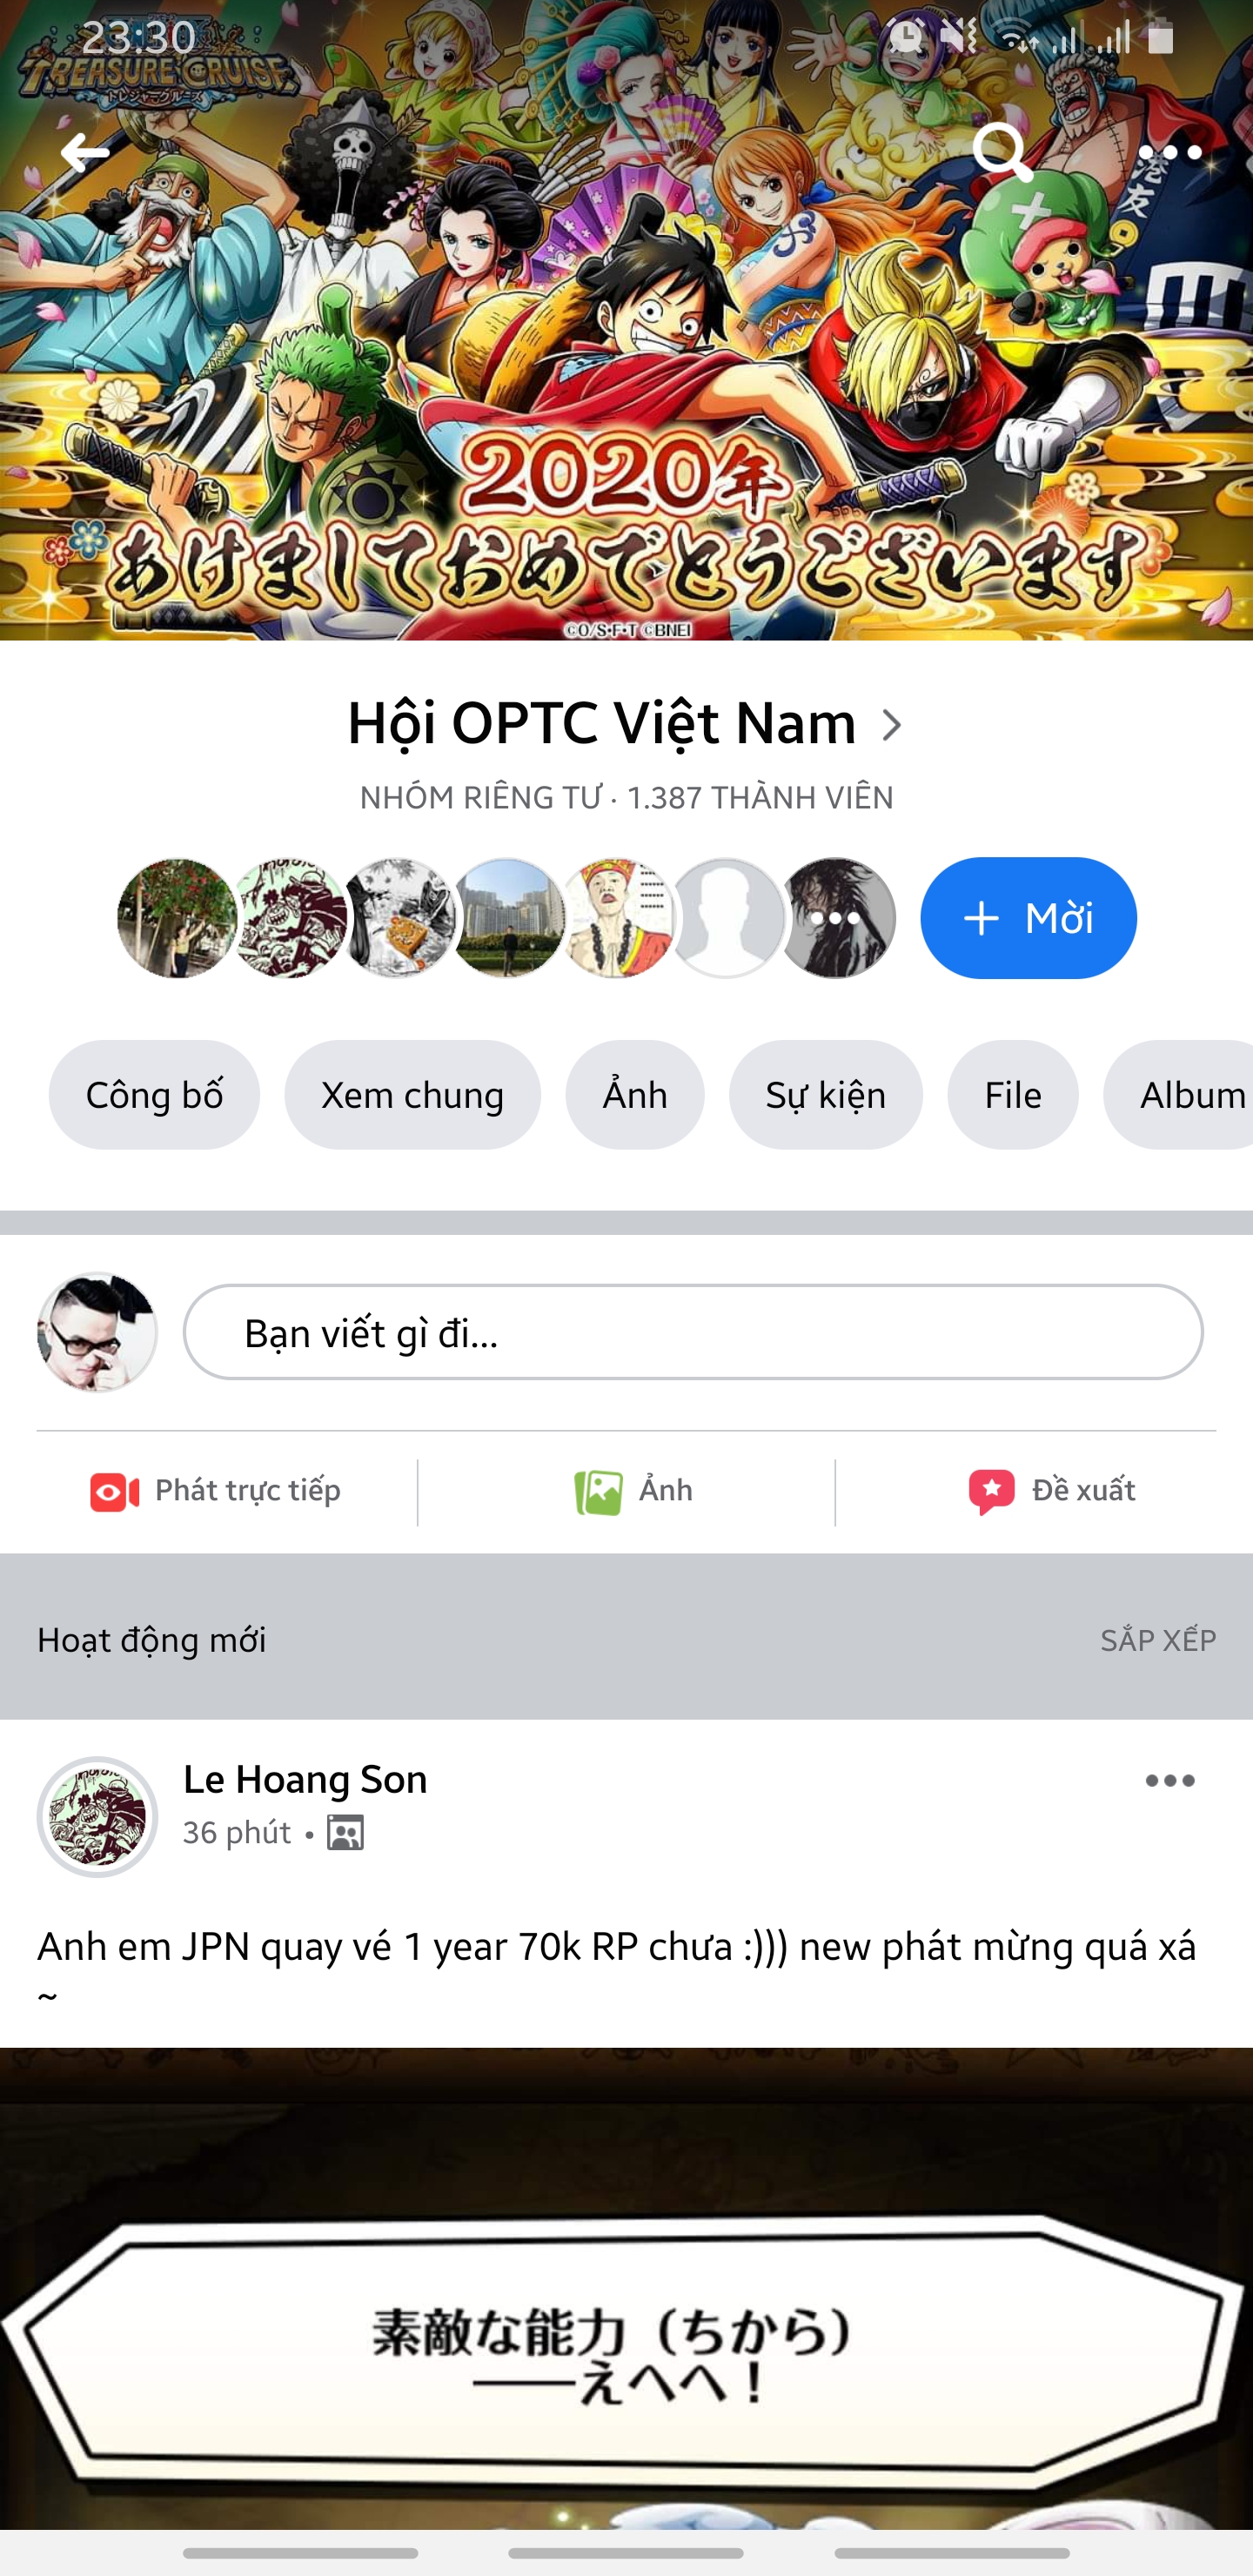 23:30
TREASURE CRUISE
トレジャークルーズ
港友
2020年
あけましておめでとうございます
©O/S・F・T ©BNEI
Hội OPTC Việt Nam
NHÓM RIÊNG TƯ · 1.387 THÀNH VIÊN
+ Mời
Công bố Xem chung Ảnh Sự kiện File Album
Bạn viết gì đi...
Phát trực tiếp Ảnh Đề xuất
Hoạt động mới SẮP XẾP
Le Hoang Son
36 phút •
Anh em JPN quay vé 1 year 70k RP chưa :))) new phát mừng quá xá
~
素敵な能力（ちから）
――えへへ！